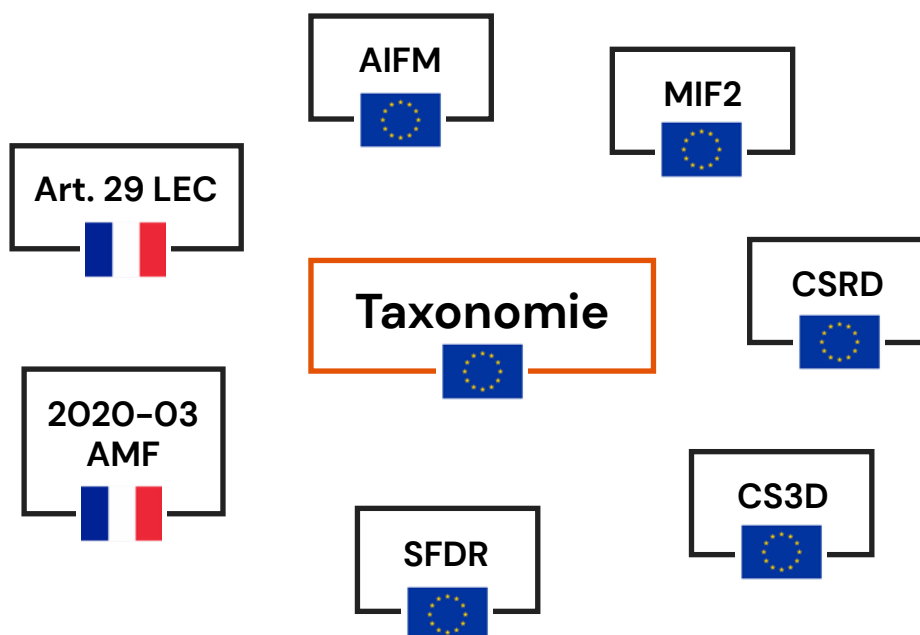 AIFM
MIF2
Art. 29 LEC
Taxonomie
CSRD
2020-03
AMF
CS3D
SFDR